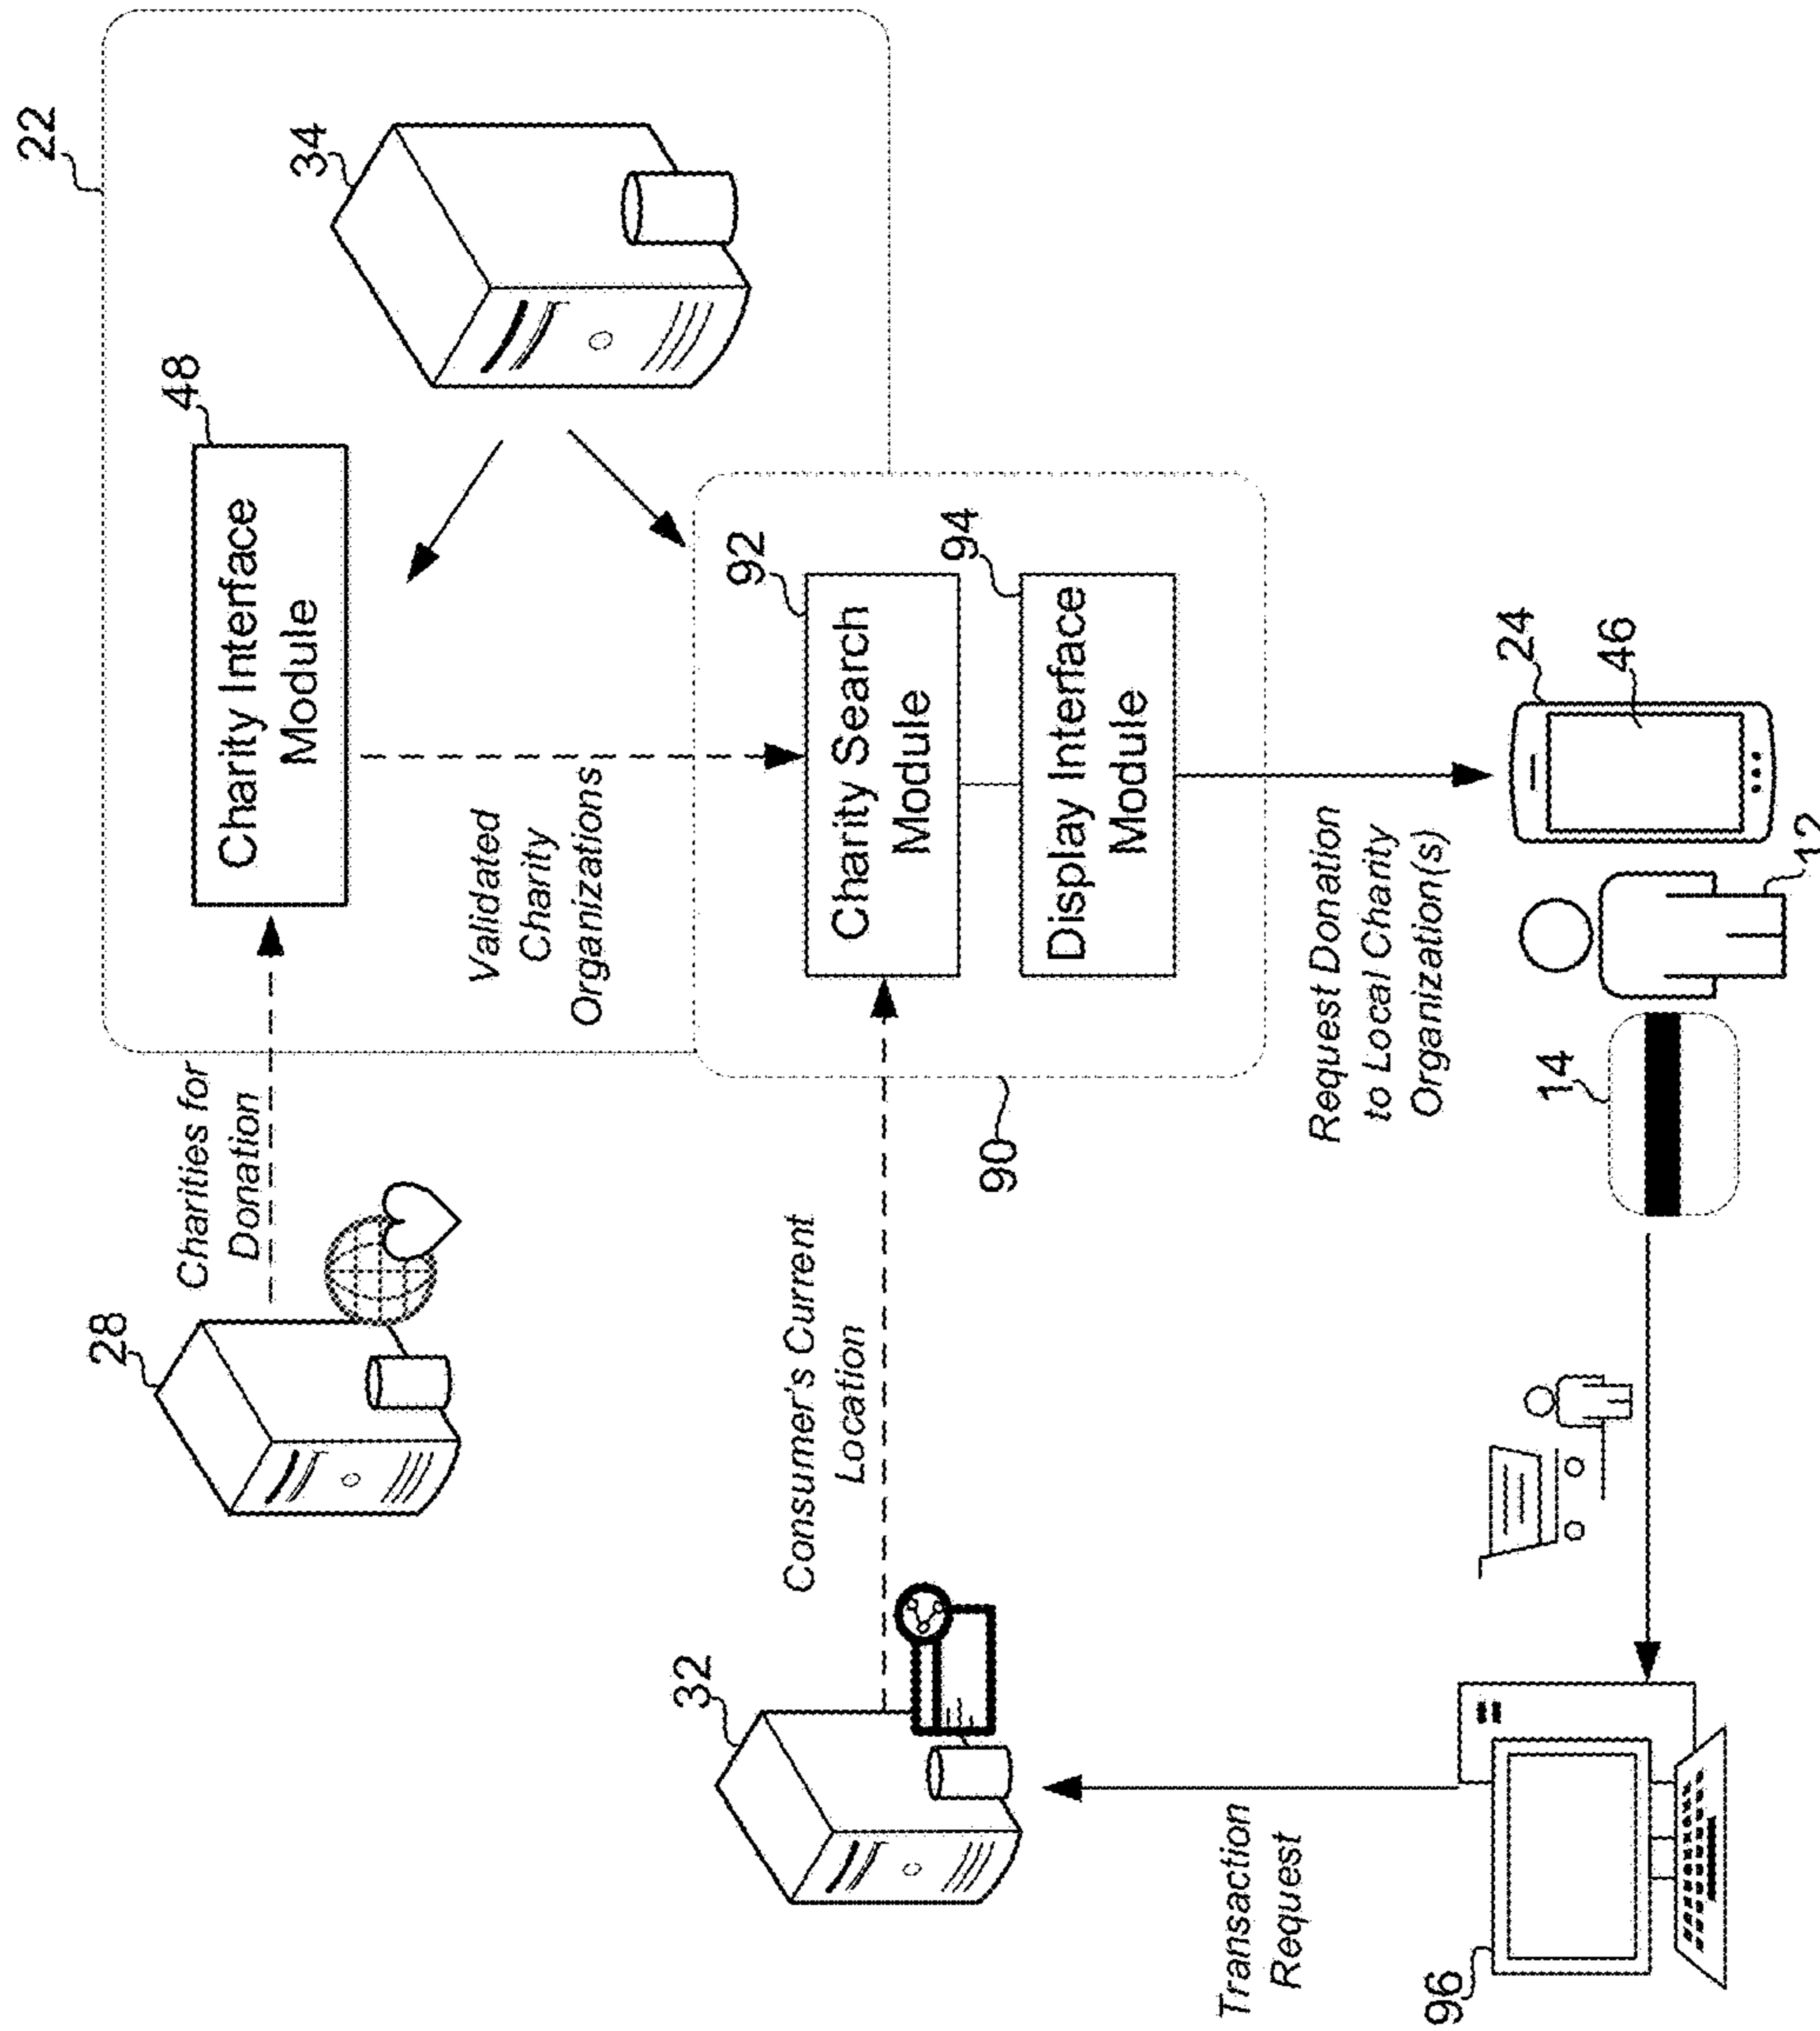 22
28
48
Charities for
Donation
Charity Interface
Module
34
Validated
Charity
Organizations
32
92
Consumer's Current
Location
Charity Search
Module
94
90
Display Interface
Module
Transaction
Request
Request Donation
to Local Charity
Organization(s)
96
24
14
46
12